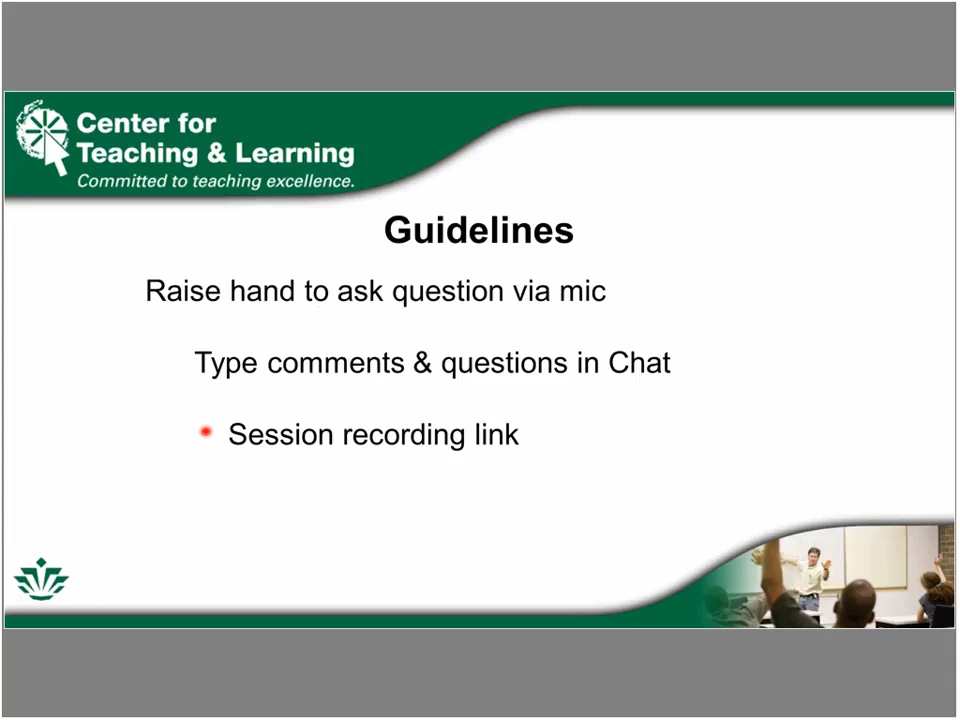 Center for
Teaching & Learning
Committed to teaching excellence.
Guidelines
Raise hand to ask question via mic
Type comments & questions in Chat
Session recording link